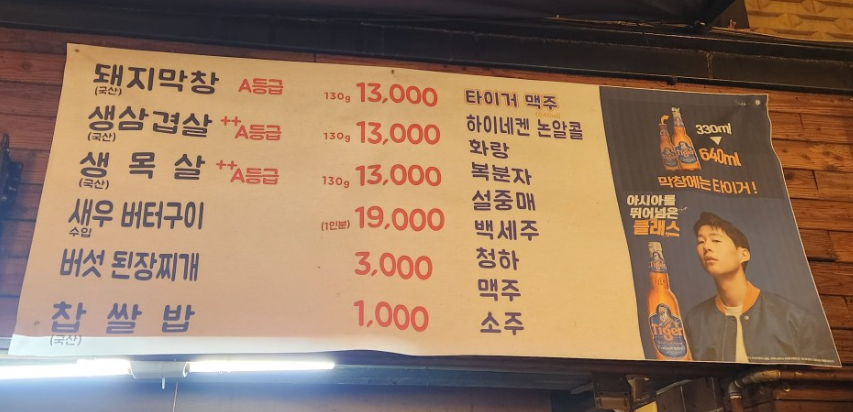 돼지막창 A등급 130g 13,000
(국산)
생삼겹살 ++A등급 130g 13,000
(국산)
생 목 살 ++A등급 130g 13,000
(국산)
새우 버터구이 (1인분) 19,000
수입
버섯 된장찌개 3,000
찹 쌀 밥 1,000
(국산)
타이거 맥주
하이네켄 논알콜
화랑
복분자
설중매
백세주
청하
맥주
소주
330ml
640ml
막창에는 타이거!
아시아를
뛰어넘은
클래스
Tiger